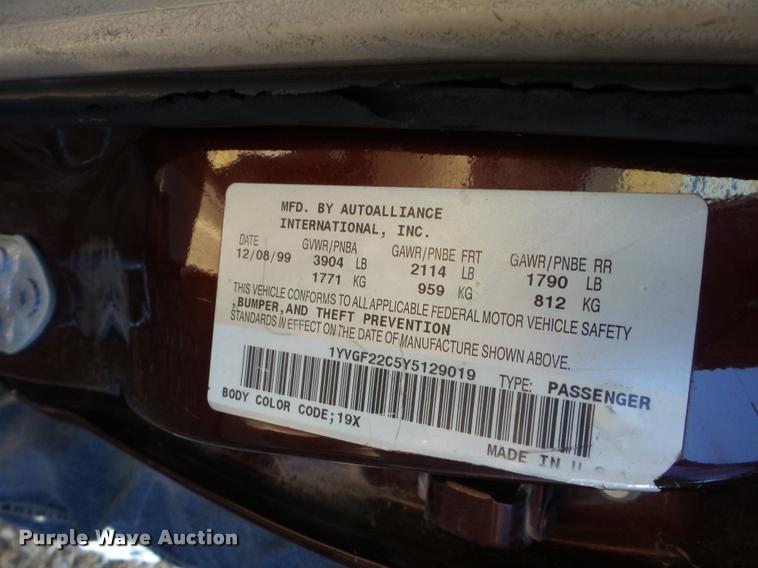 MFD. BY AUTOALLIANCE
INTERNATIONAL, INC.
DATE GVWR/PNBA GAWR/PNBE FRT GAWR/PNBE RR
12/08/99 3904 LB 2114 LB 1790 LB
1771 KG 959 KG 812 KG
THIS VEHICLE CONFORMS TO ALL APPLICABLE FEDERAL MOTOR VEHICLE SAFETY
,BUMPER,AND THEFT PREVENTION
STANDARDS IN EFFECT ON THE DATE OF MANUFACTURE SHOWN ABOVE.
1YVGF22C5Y5129019
TYPE: PASSENGER
BODY COLOR CODE;19X
MADE IN U.S.
Purple Wave Auction